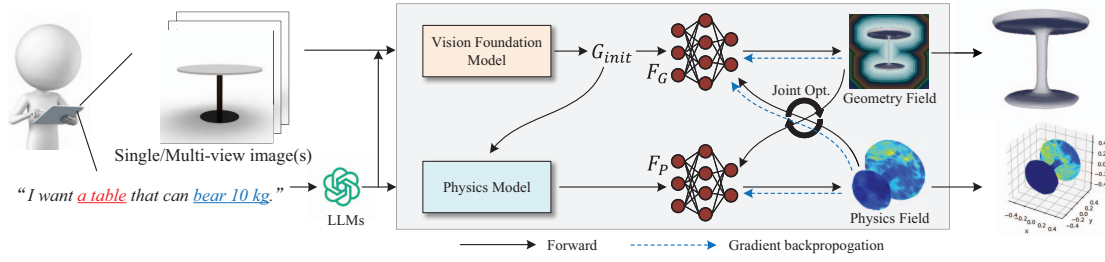 Single/Multi-view image(s)
“I want a table that can bear 10 kg.”
LLMs
Vision Foundation
Model
G_init
F_G
Geometry Field
Joint Opt.
Physics Model
F_P
Physics Field
Forward
Gradient backpropogation
0.4
0.2
0.0
-0.2
-0.4
-0.4
-0.2
0.0
0.2
0.4
x
-0.4
-0.2
0.0
0.2
0.4
y